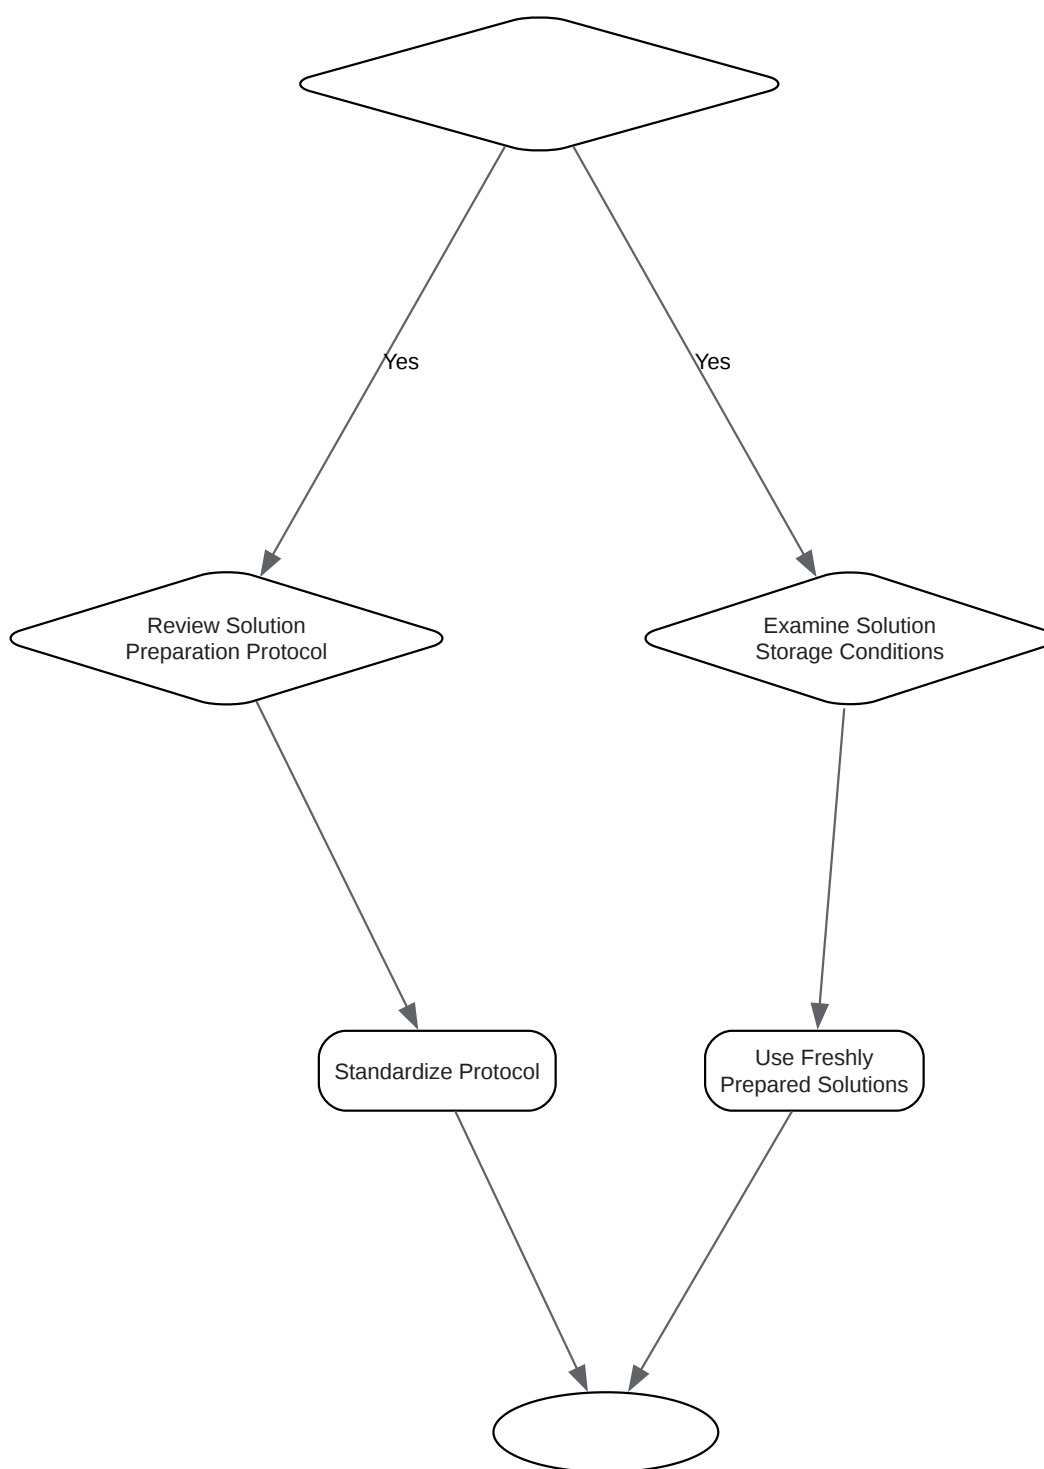 Yes
Yes
Review Solution
Preparation Protocol
Examine Solution
Storage Conditions
Standardize Protocol
Use Freshly
Prepared Solutions